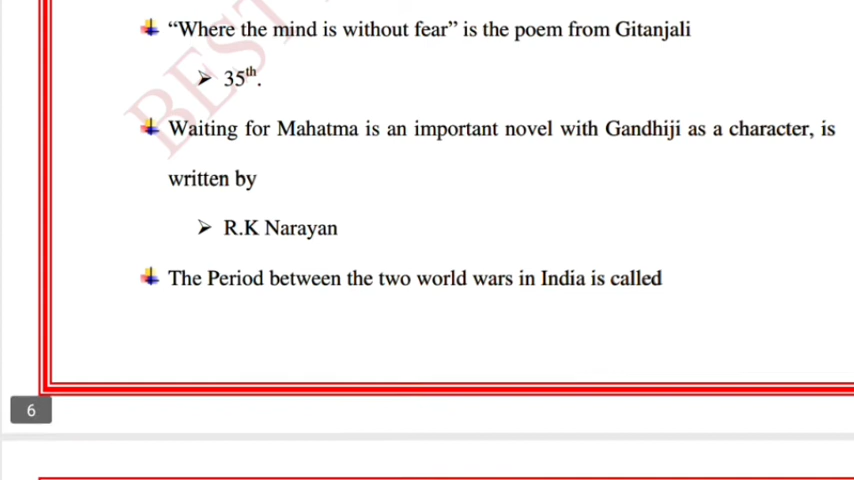 “Where the mind is without fear” is the poem from Gitanjali
➢ 35th.
Waiting for Mahatma is an important novel with Gandhiji as a character, is
written by
➢ R.K Narayan
The Period between the two world wars in India is called
6
BEST